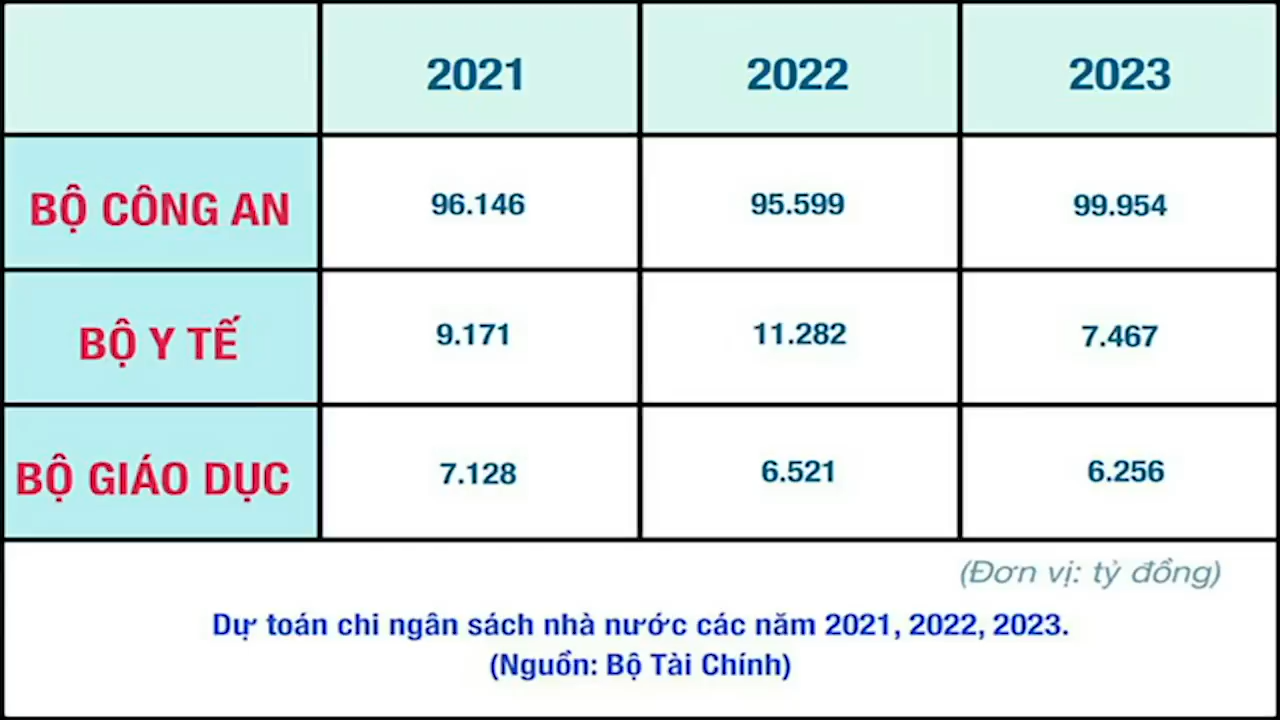 2021 2022 2023
BỘ CÔNG AN 96.146 95.599 99.954
BỘ Y TẾ 9.171 11.282 7.467
BỘ GIÁO DỤC 7.128 6.521 6.256
(Đơn vị: tỷ đồng)
Dự toán chi ngân sách nhà nước các năm 2021, 2022, 2023.
(Nguồn: Bộ Tài Chính)